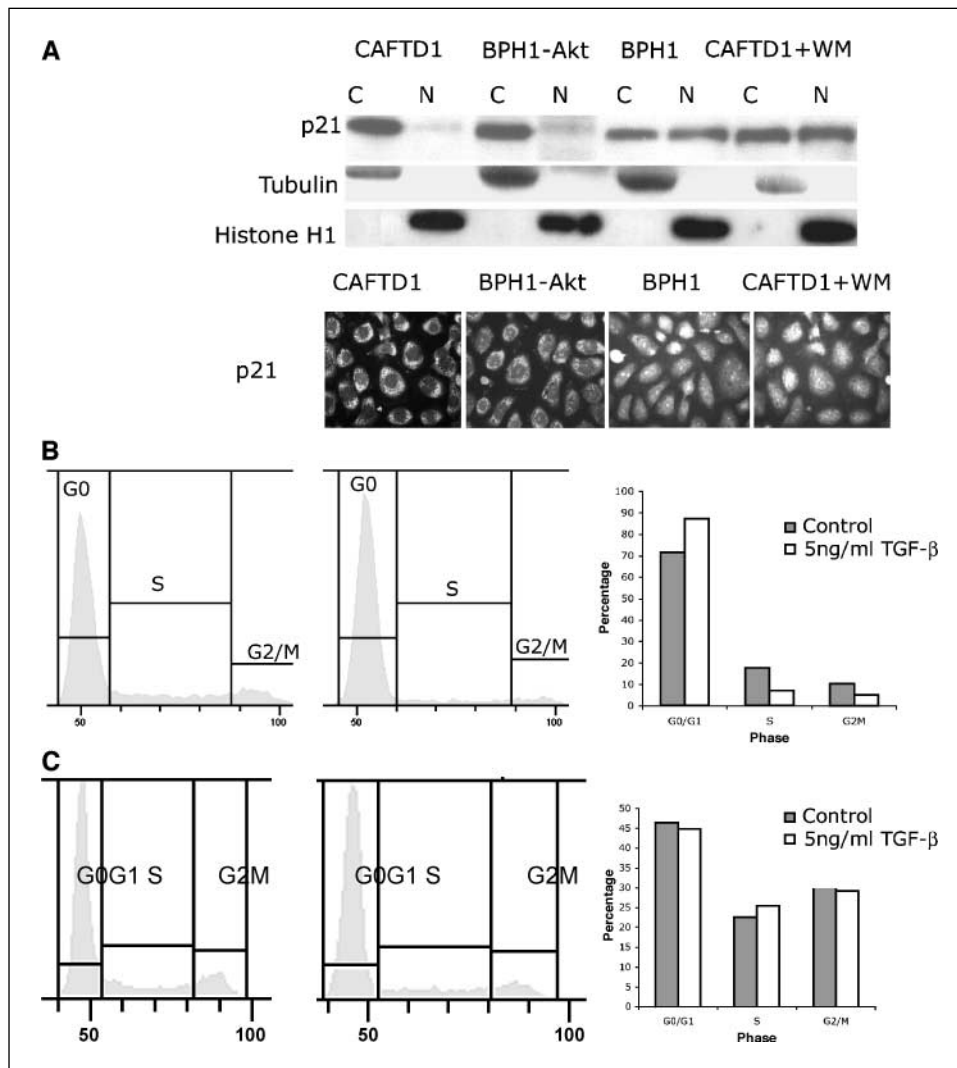 A
CAFTD1 BPH1-Akt BPH1 CAFTD1+WM
C N C N C N C N
p21
Tubulin
Histone H1
CAFTD1 BPH1-Akt BPH1 CAFTD1+WM
p21
B
G0
S
G2/M
50 100
G0
S
G2/M
50 100
100
90
80
70
60
50
40
30
20
10
0
Percentage
Control
5ng/ml TGF-β
G0/G1 S G2M
Phase
C
G0G1 S G2M
50 100
G0G1 S G2M
50 100
50
45
40
35
30
25
20
15
10
5
0
Percentage
Control
5ng/ml TGF-β
G0/G1 S G2/M
Phase